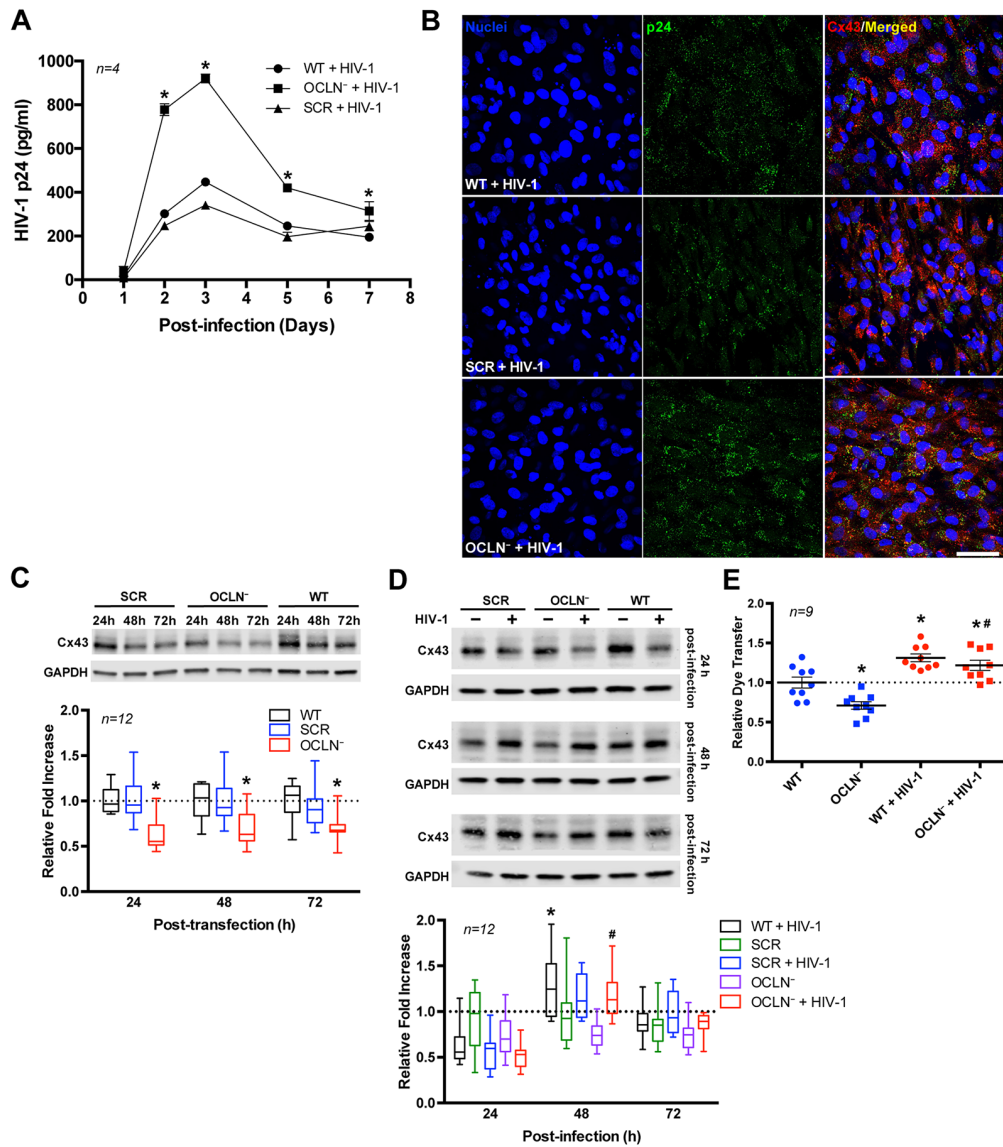 A
n=4
WT + HIV-1
OCLN⁻ + HIV-1
SCR + HIV-1
HIV-1 p24 (pg/ml)
1000
800
600
400
200
0
* * * *
0 1 2 3 4 5 6 7 8
Post-infection (Days)
B
Nuclei p24 Cx43/Merged
WT + HIV-1
SCR + HIV-1
OCLN⁻ + HIV-1
C
SCR OCLN⁻ WT
24h 48h 72h 24h 48h 72h 24h 48h 72h
Cx43
GAPDH
Relative Fold Increase
2.0
1.5
1.0
0.5
0.0
n=12
WT
SCR
OCLN⁻
* * *
24 48 72
Post-transfection (h)
D
SCR OCLN⁻ WT
HIV-1 – + – + – +
Cx43
GAPDH
24 h
post-infection
Cx43
GAPDH
48 h
post-infection
Cx43
GAPDH
72 h
post-infection
Relative Fold Increase
2.0
1.5
1.0
0.5
0.0
n=12
* #
WT + HIV-1
SCR
SCR + HIV-1
OCLN⁻
OCLN⁻ + HIV-1
24 48 72
Post-infection (h)
E
n=9
Relative Dye Transfer
2.0
1.5
1.0
0.5
0.0
* * *#
WT
OCLN⁻
WT + HIV-1
OCLN⁻ + HIV-1